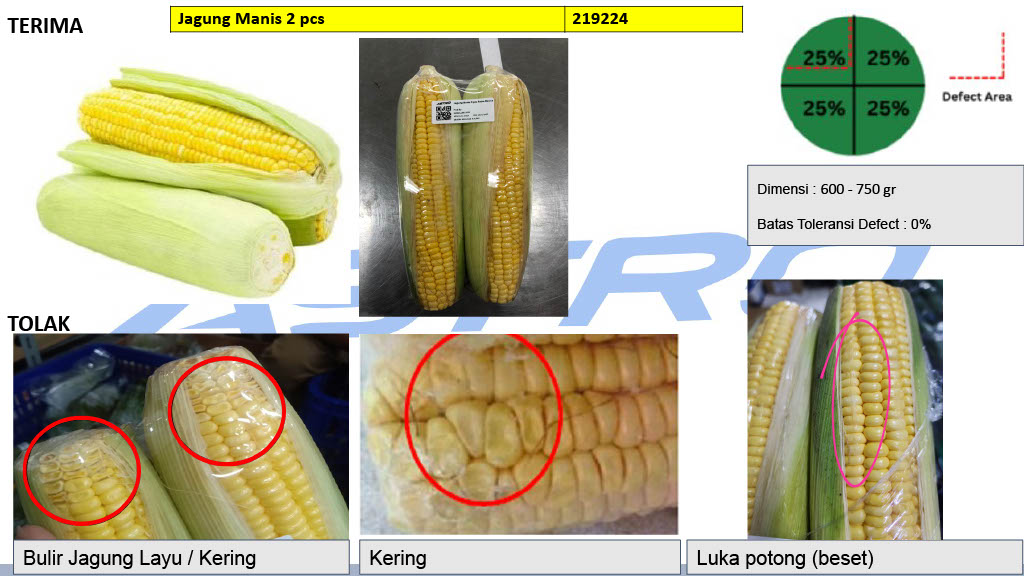 TERIMA
Jagung Manis 2 pcs 219224
25% 25%
25% 25%
Defect Area
Dimensi : 600 - 750 gr
Batas Toleransi Defect : 0%
ASTRO
TOLAK
Bulir Jagung Layu / Kering
Kering
Luka potong (beset)